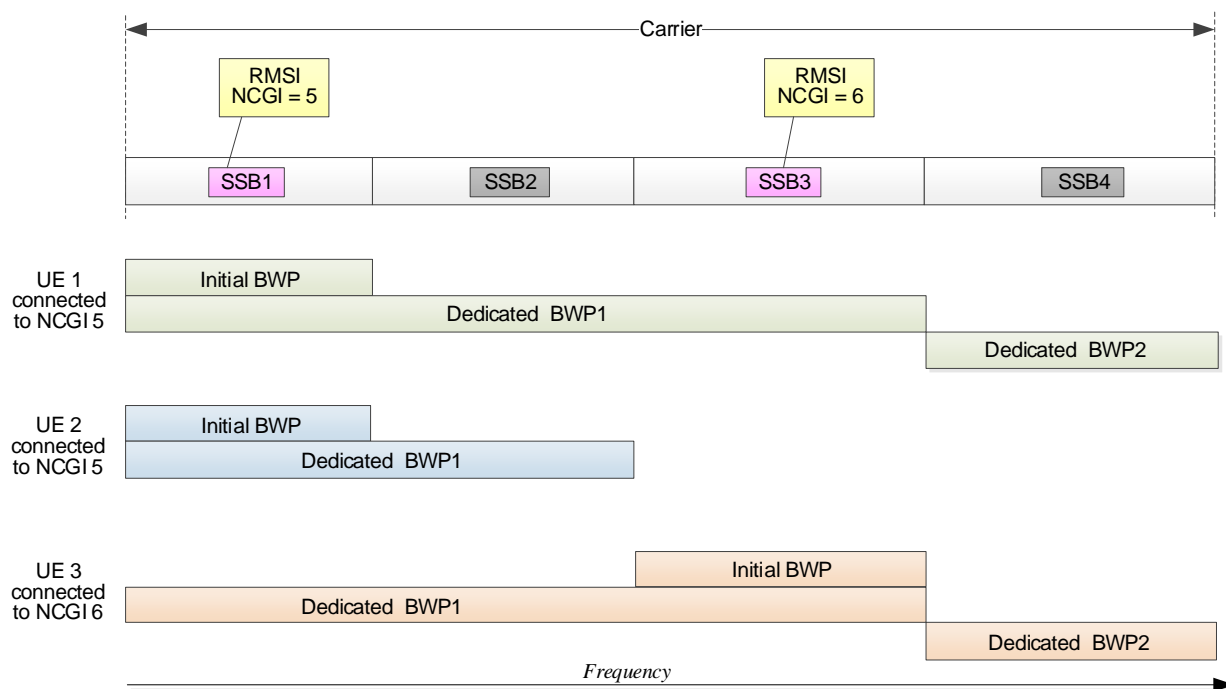 Carrier
RMSI
NCGI = 5
RMSI
NCGI = 6
SSB1
SSB2
SSB3
SSB4
UE 1
connected
to NCGI 5
Initial BWP
Dedicated BWP1
Dedicated BWP2
UE 2
connected
to NCGI 5
Initial BWP
Dedicated BWP1
UE 3
connected
to NCGI 6
Initial BWP
Dedicated BWP1
Dedicated BWP2
Frequency